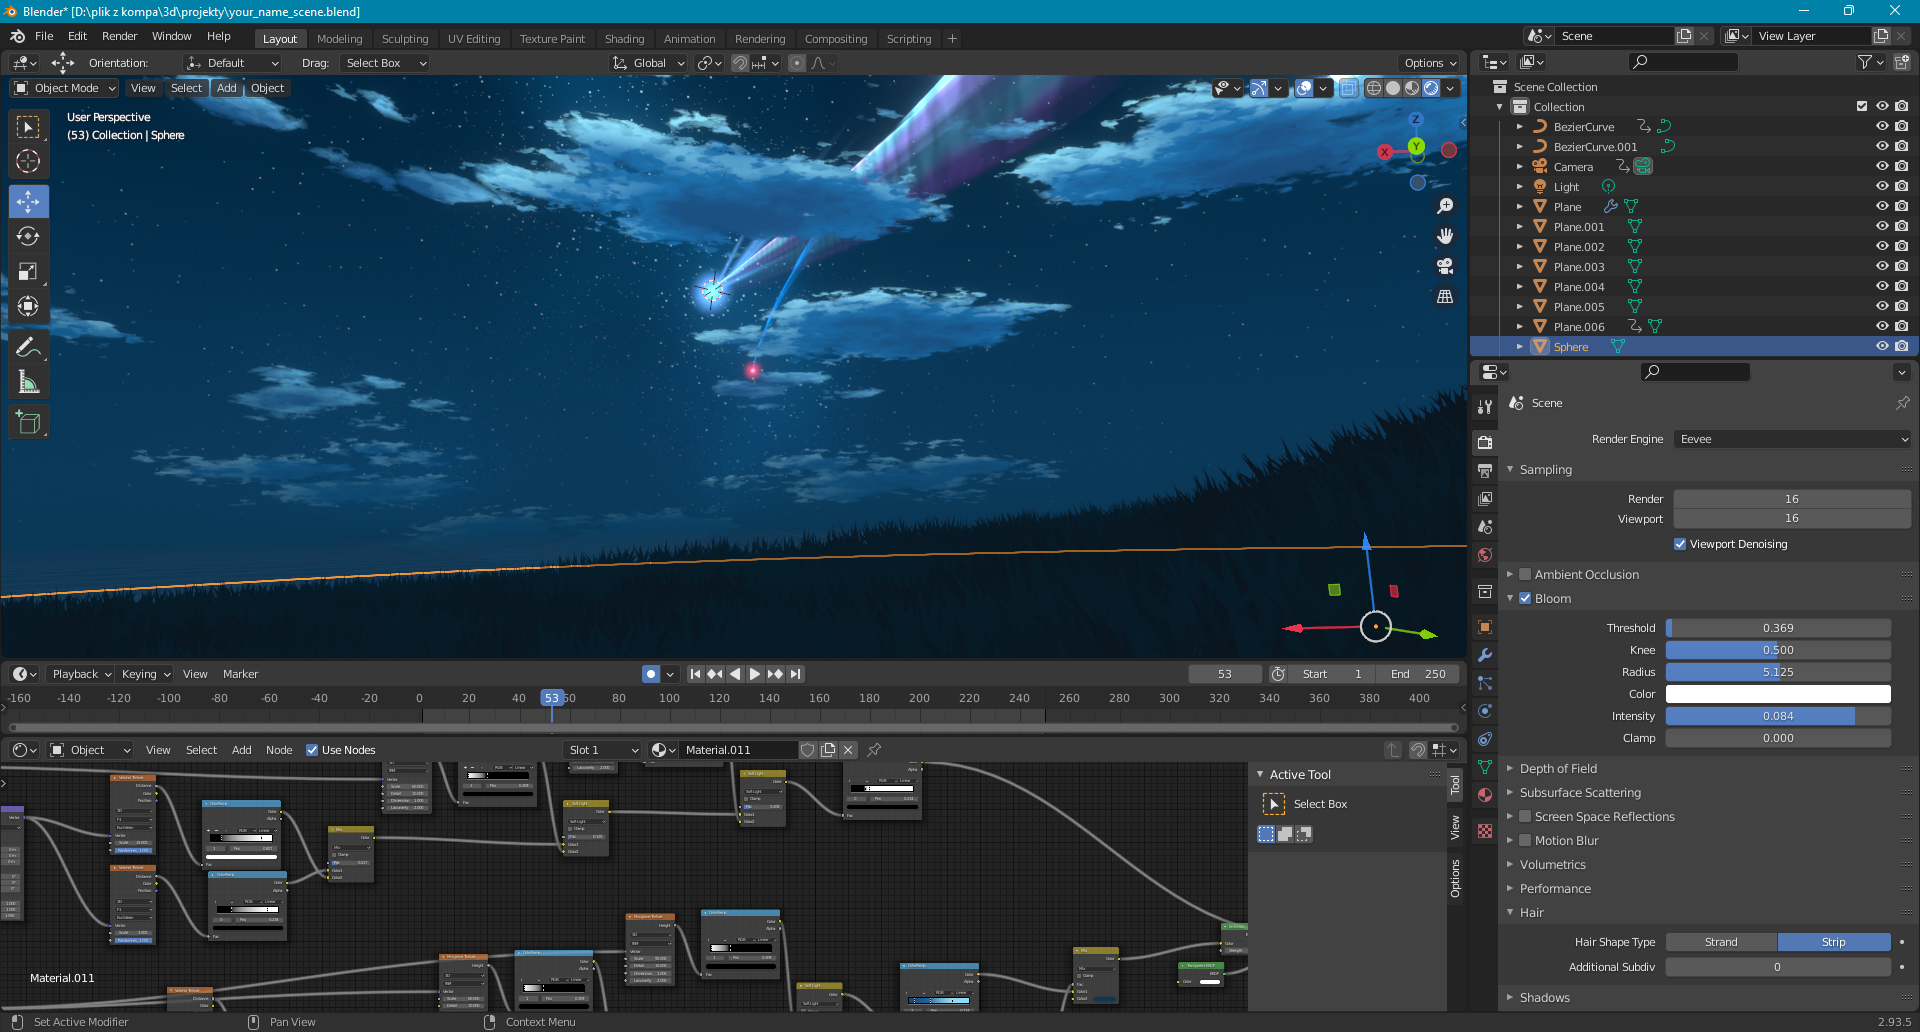 Blender* [D:\plik z kompa\3d\projekty\your_name_scene.blend]
File Edit Render Window Help Layout Modeling Sculpting UV Editing Texture Paint Shading Animation Rendering Compositing Scripting + Scene View Layer
Orientation: Default Drag: Select Box Global Options
Object Mode View Select Add Object
User Perspective
(53) Collection | Sphere
Z
X Y
Scene Collection
Collection
BezierCurve
BezierCurve.001
Camera
Light
Plane
Plane.001
Plane.002
Plane.003
Plane.004
Plane.005
Plane.006
Sphere
Scene
Render Engine Eevee
Sampling
Render 16
Viewport 16
Viewport Denoising
Ambient Occlusion
Bloom
Threshold 0.369
Knee 0.500
Radius 5.125
Color
Intensity 0.084
Clamp 0.000
Depth of Field
Subsurface Scattering
Screen Space Reflections
Motion Blur
Volumetrics
Performance
Hair
Hair Shape Type Strand Strip
Additional Subdiv 0
Shadows
Playback Keying View Marker 53 Start 1 End 250
-160 -140 -120 -100 -80 -60 -40 -20 0 20 40 53 60 80 100 120 140 160 180 200 220 240 260 280 300 320 340 360 380 400
Object View Select Add Node Use Nodes Slot 1 Material.011
Active Tool
Select Box
Tool
View
Options
Material.011
Set Active Modifier Pan View Context Menu 2.93.5